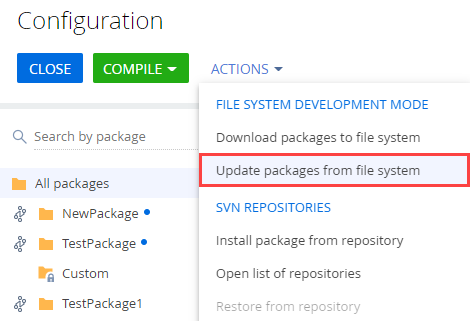 Configuration
CLOSE
COMPILE
ACTIONS
FILE SYSTEM DEVELOPMENT MODE
Download packages to file system
Update packages from file system
SVN REPOSITORIES
Install package from repository
Open list of repositories
Restore from repository
Search by package
All packages
NewPackage
TestPackage
Custom
TestPackage1